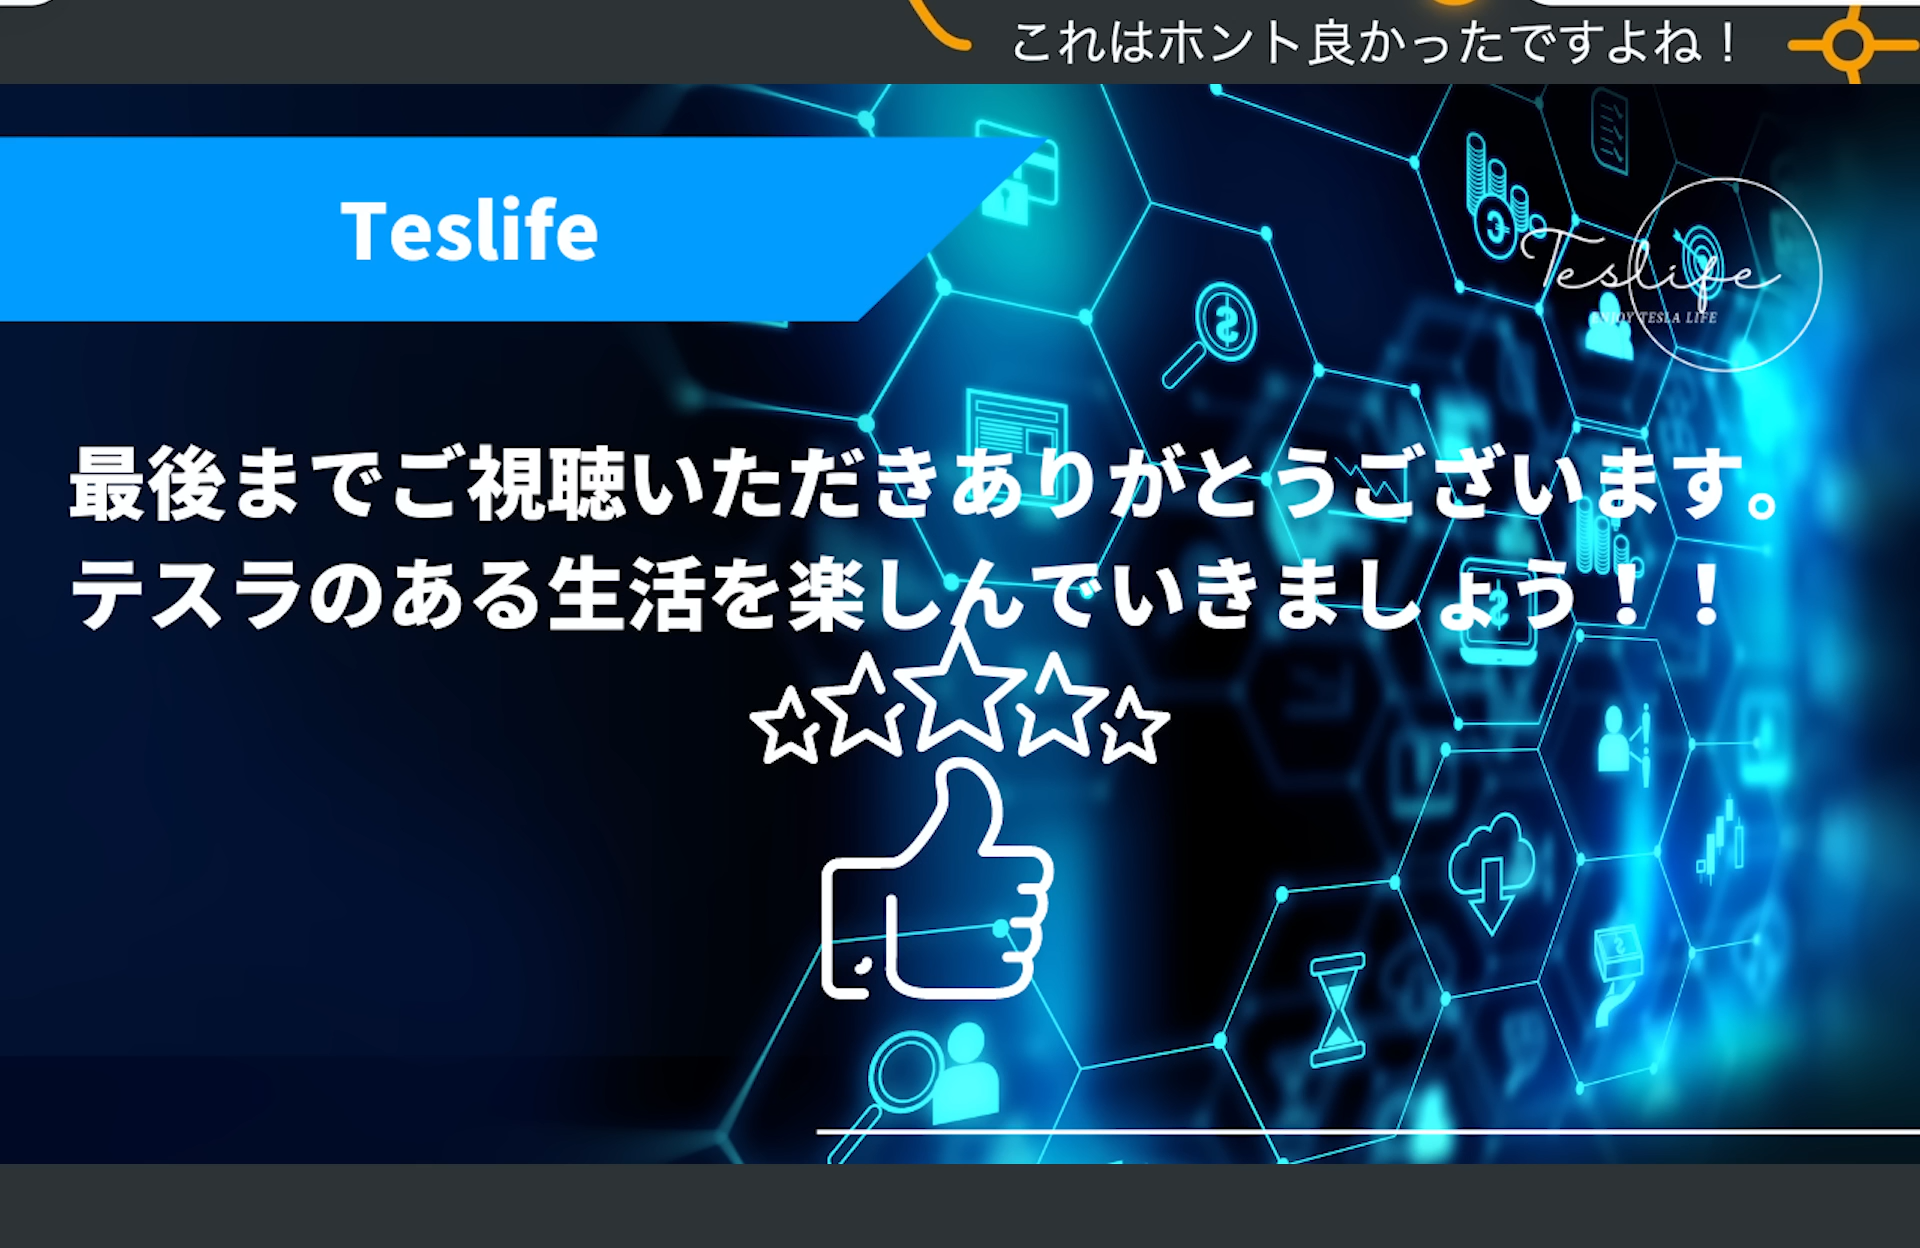 これはホント良かったですよね！
Teslife
Teslife
ENJOY TESLA LIFE
最後までご視聴いただきありがとうございます。
テスラのある生活を楽しんでいきましょう！！